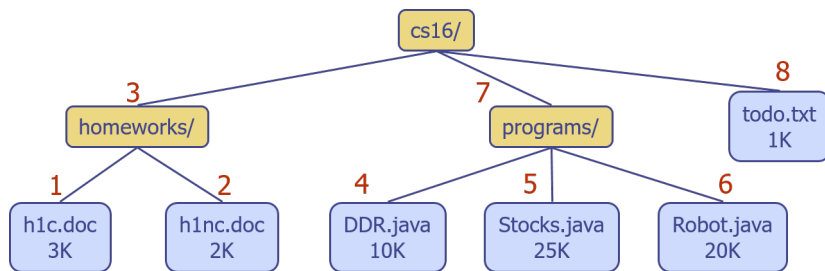 cs16/
3
7
8
homeworks/
programs/
todo.txt
1K
1
2
4
5
6
h1c.doc
3K
h1nc.doc
2K
DDR.java
10K
Stocks.java
25K
Robot.java
20K